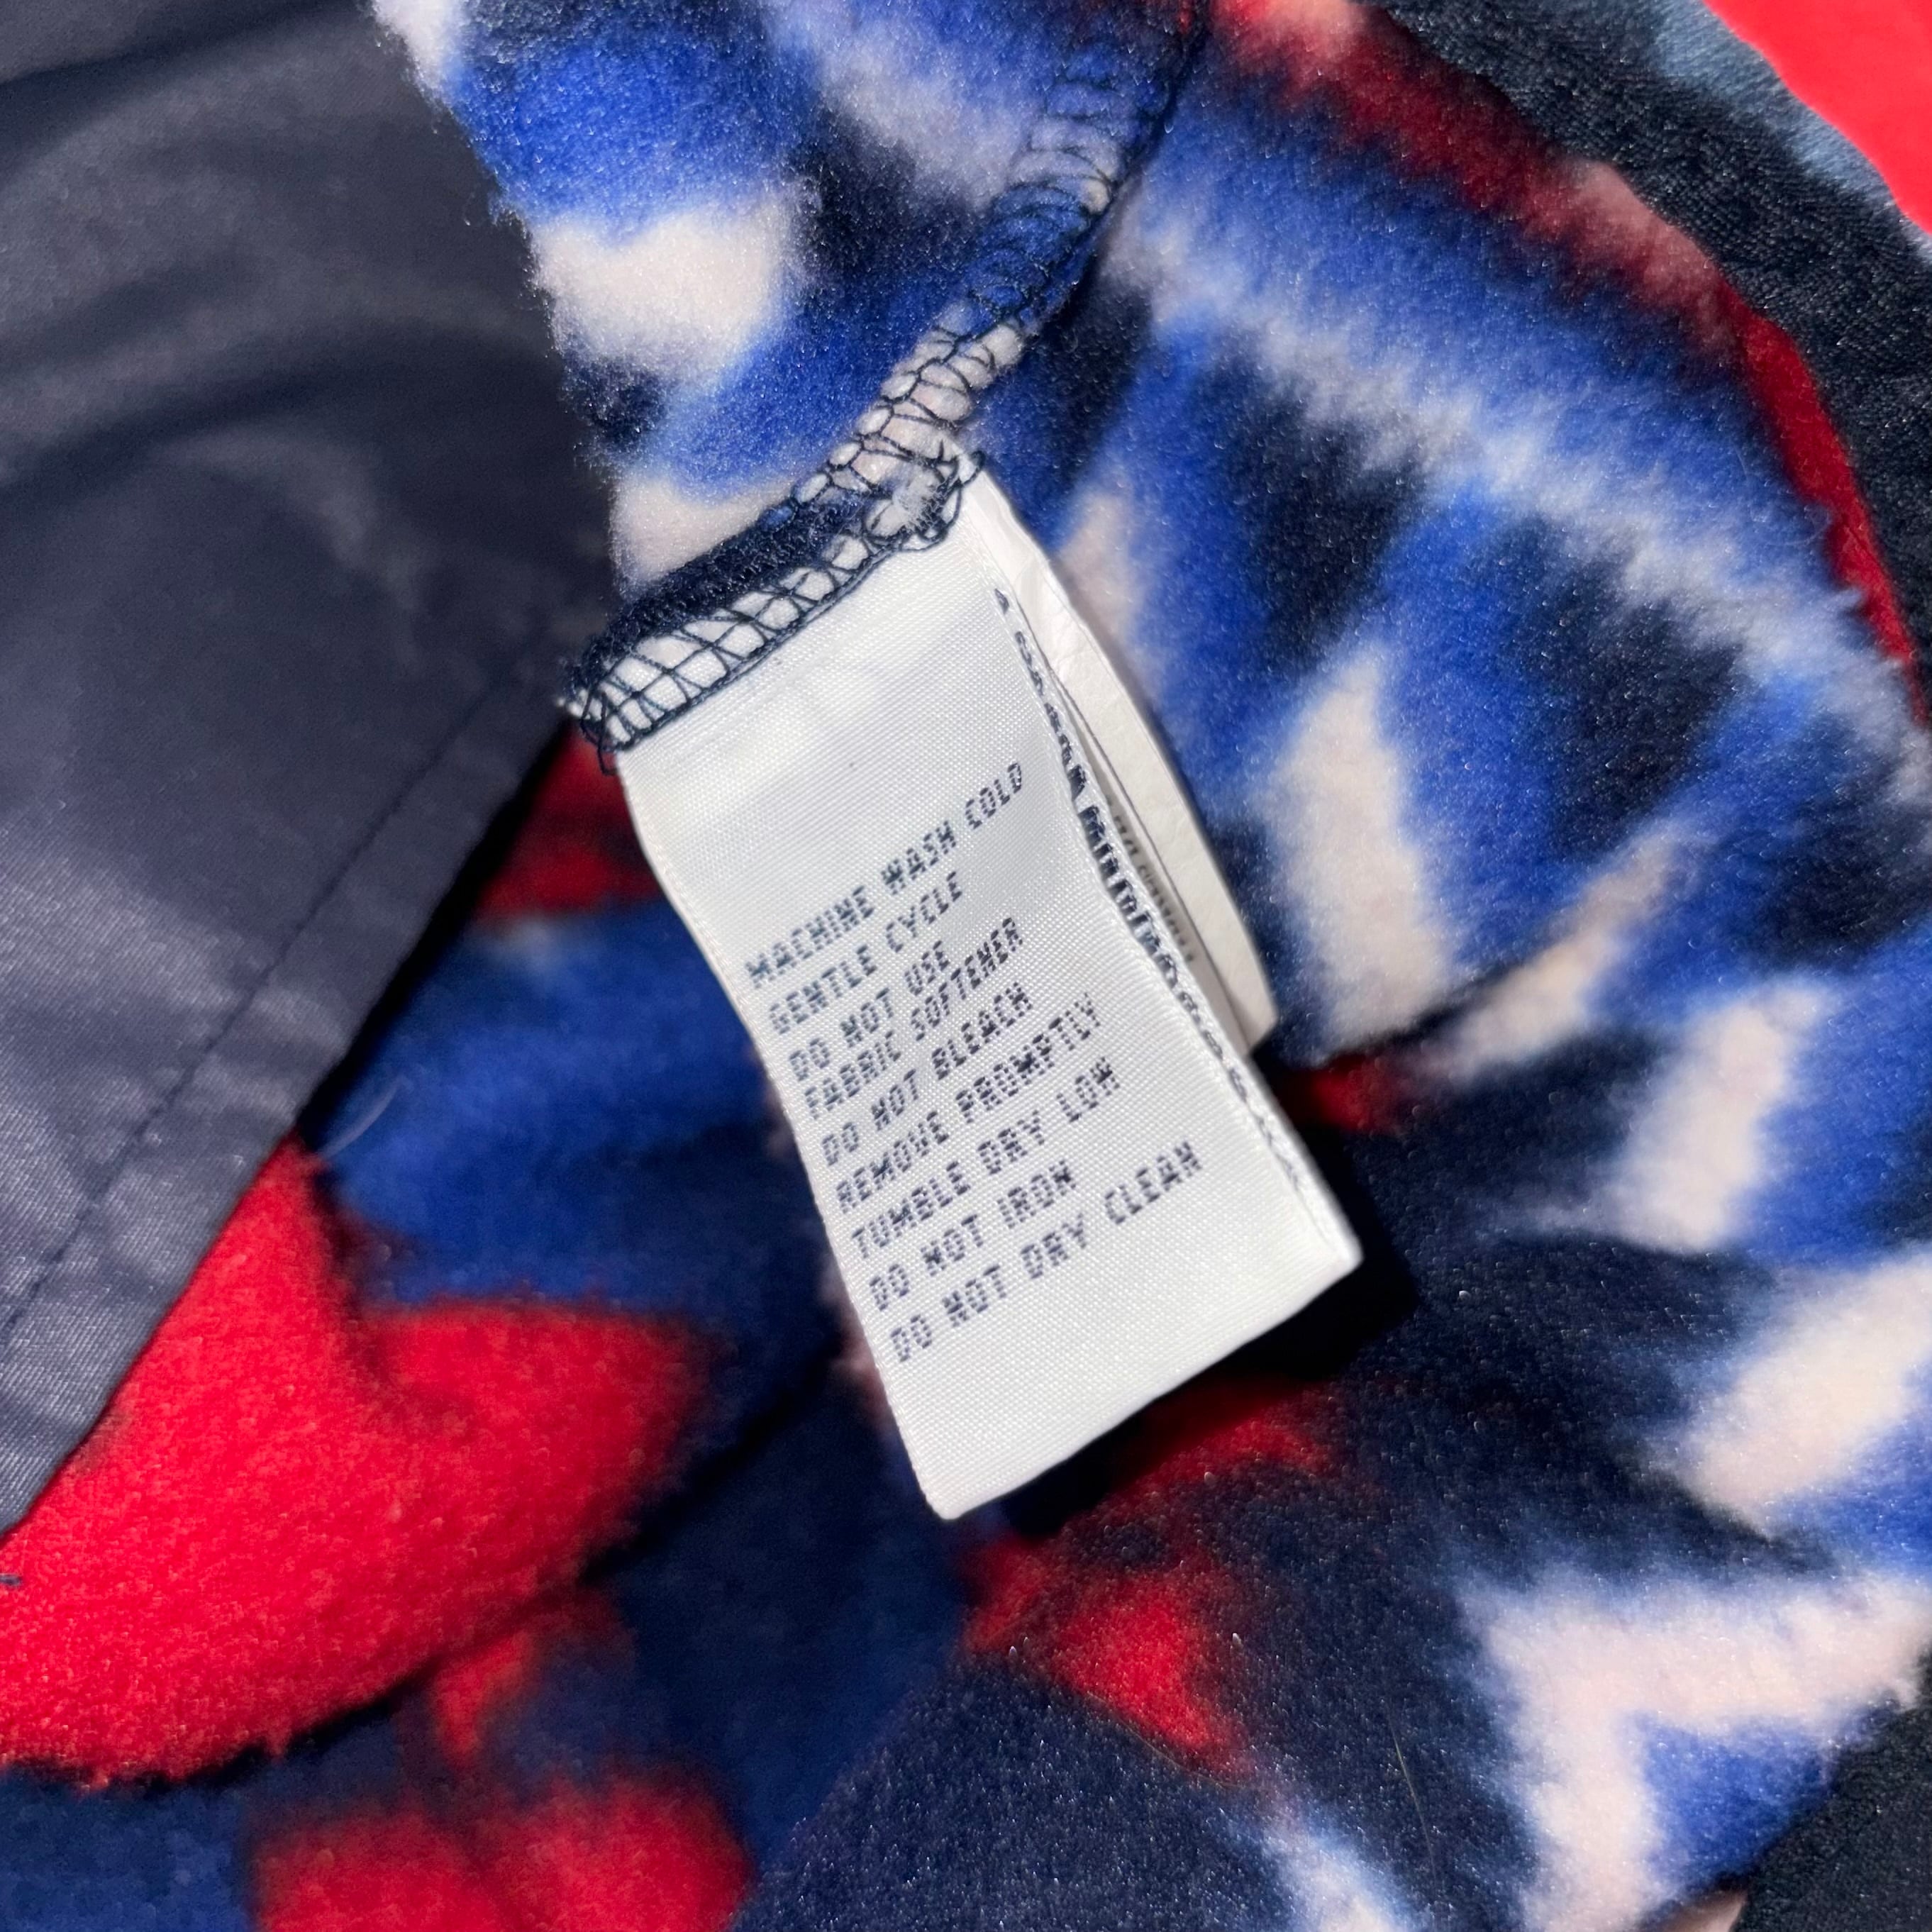 MACHINE WASH COLD
GENTLE CYCLE
DO NOT USE
FABRIC SOFTENER
DO NOT BLEACH
REMOVE PROMPTLY
TUMBLE DRY LOW
DO NOT IRON
DO NOT DRY CLEAN